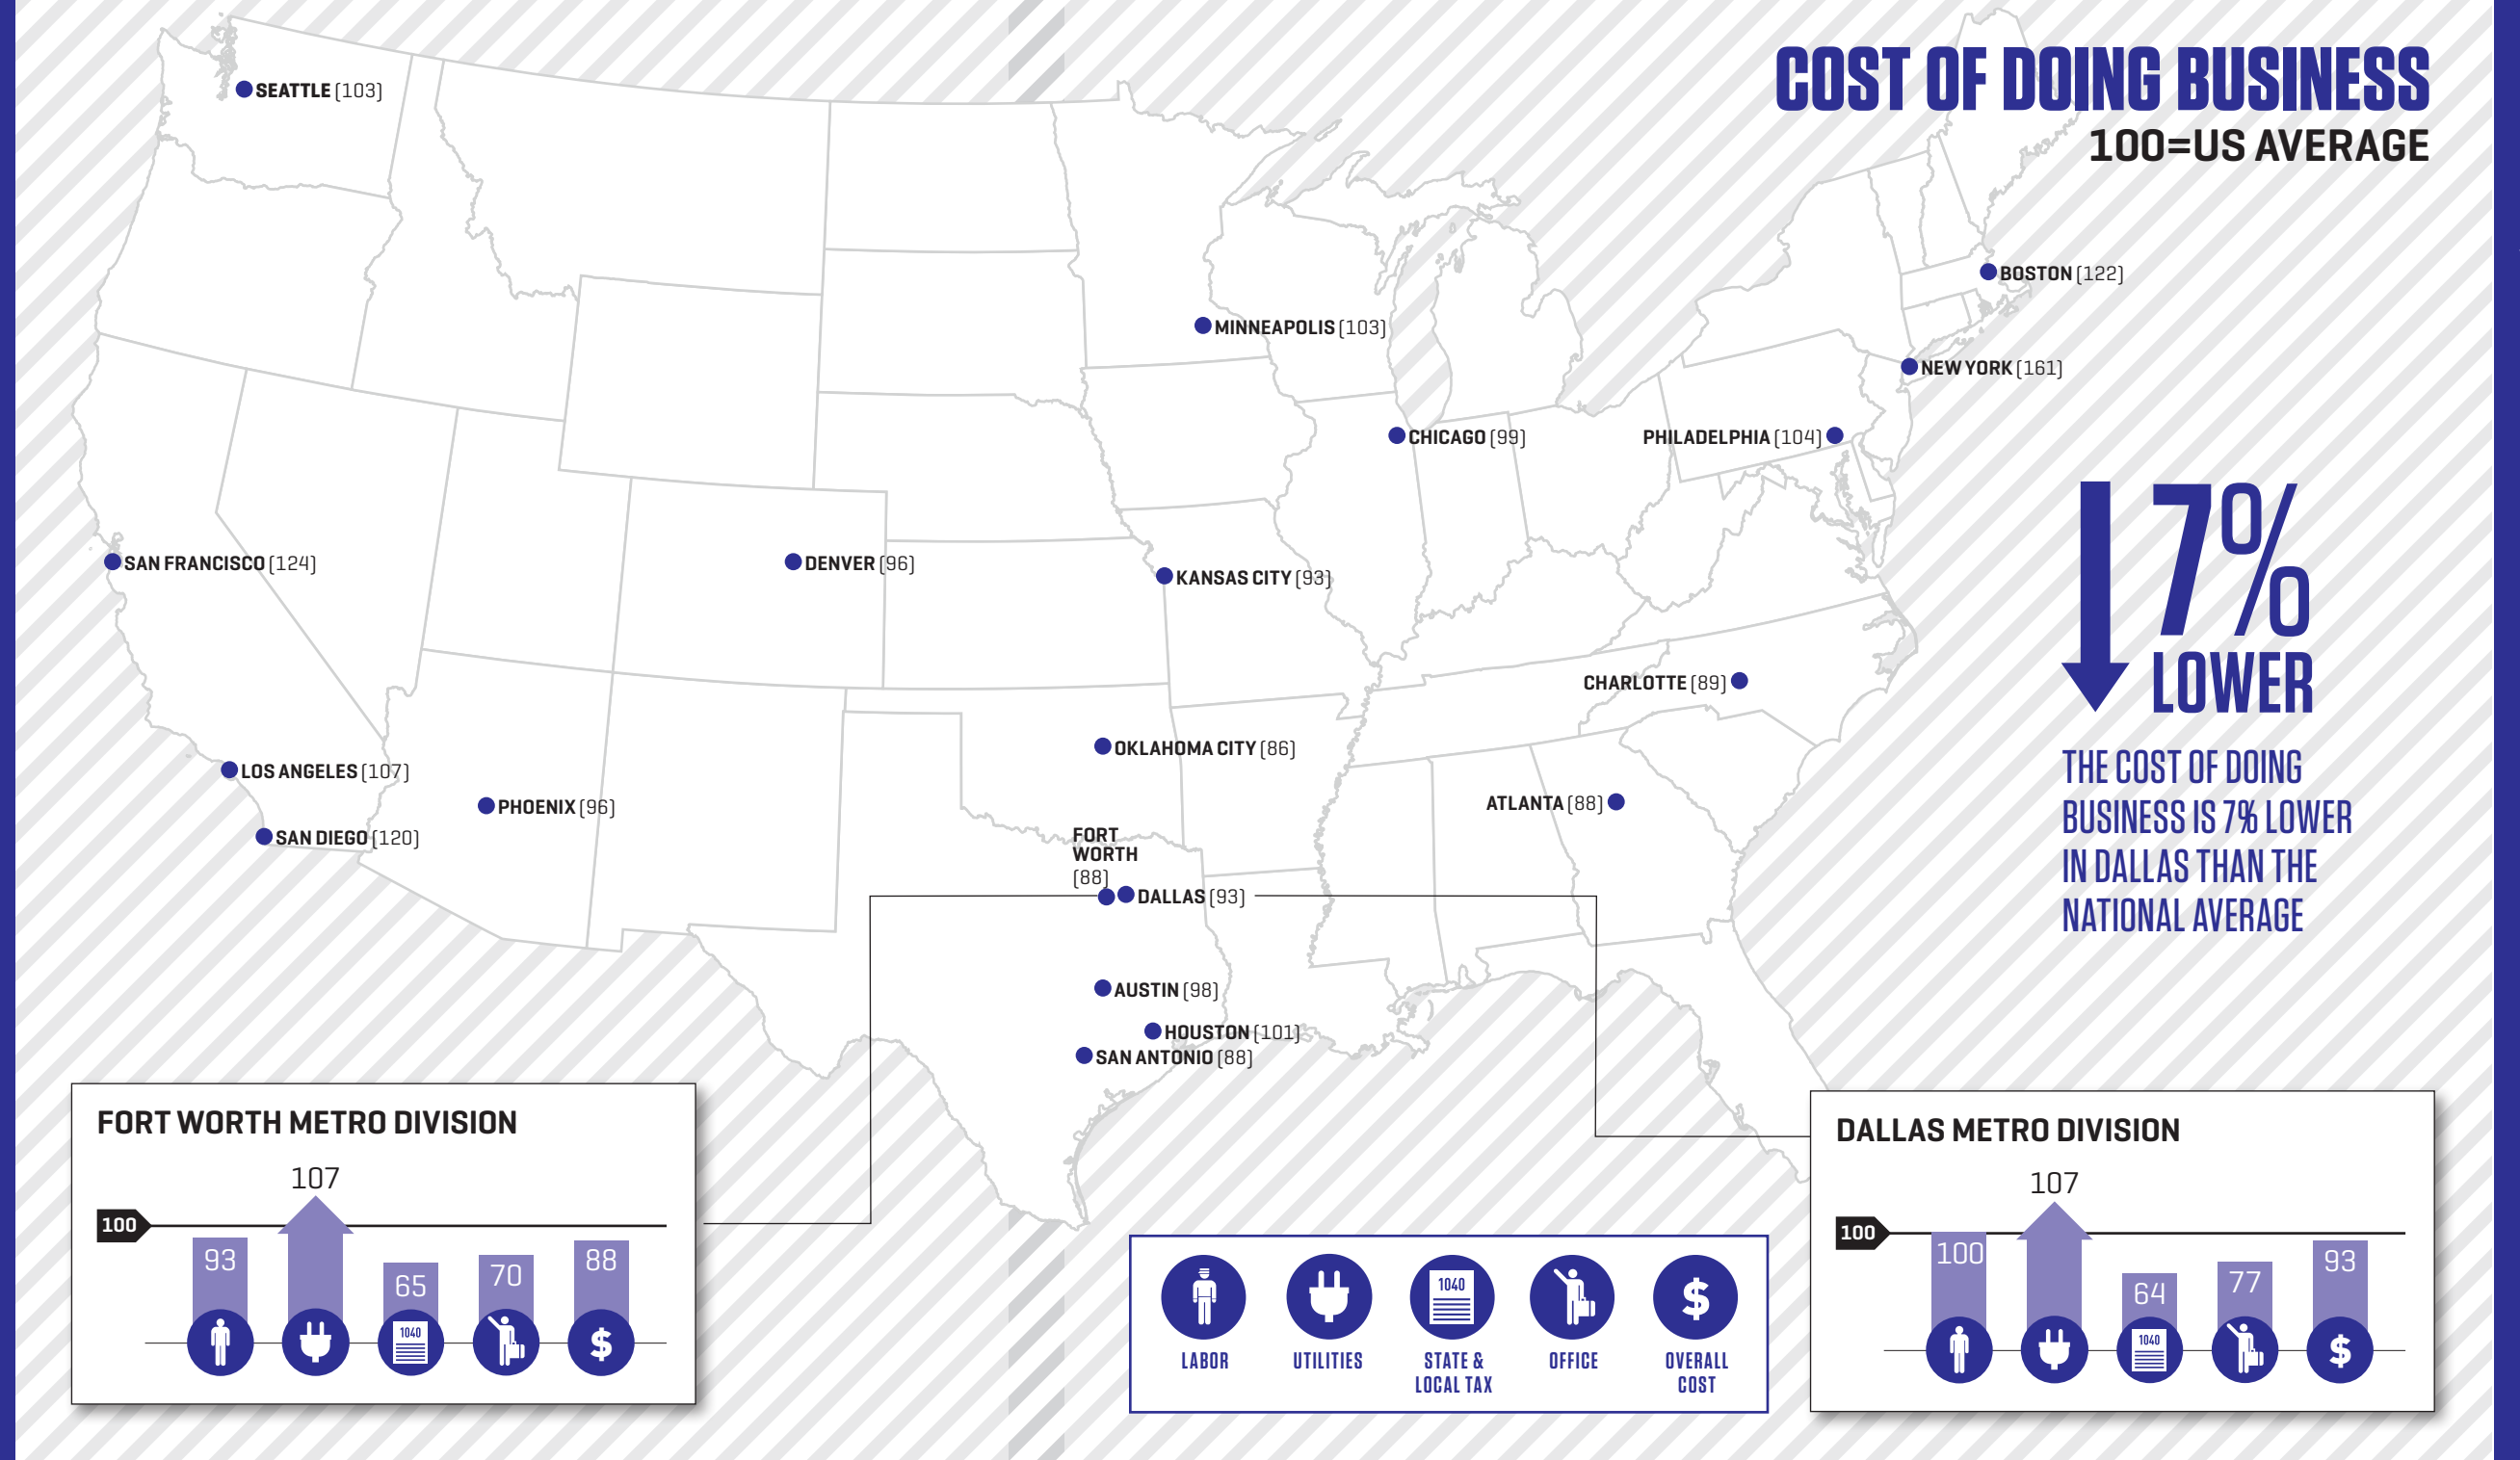 COST OF DOING BUSINESS
100=US AVERAGE
SEATTLE (103)
BOSTON (122)
MINNEAPOLIS (103)
NEW YORK (161)
CHICAGO (99)
PHILADELPHIA (104)
SAN FRANCISCO (124)
DENVER (96)
KANSAS CITY (93)
7%
LOWER
THE COST OF DOING
BUSINESS IS 7% LOWER
IN DALLAS THAN THE
NATIONAL AVERAGE
CHARLOTTE (89)
OKLAHOMA CITY (86)
LOS ANGELES (107)
PHOENIX (96)
ATLANTA (88)
SAN DIEGO (120)
FORT
WORTH
(88)
DALLAS (93)
AUSTIN (98)
HOUSTON (101)
SAN ANTONIO (88)
FORT WORTH METRO DIVISION
107
100
93
65
70
88
1040
$
1040
$
LABOR
UTILITIES
STATE &
LOCAL TAX
OFFICE
OVERALL
COST
DALLAS METRO DIVISION
107
100
100
64
77
93
1040
$